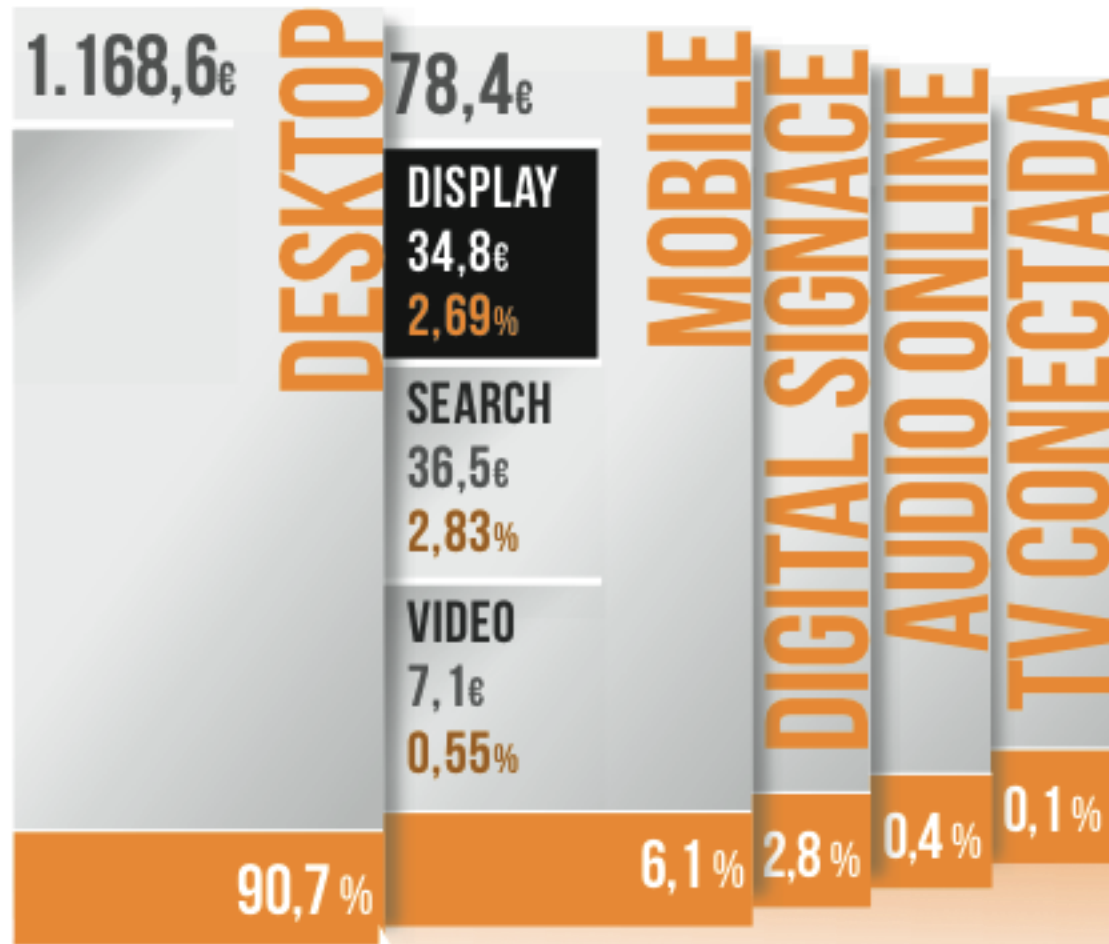 1.168,6€
DESKTOP
90,7 %
78,4€
MOBILE
DISPLAY
34,8€
2,69%
SEARCH
36,5€
2,83%
VIDEO
7,1€
0,55%
6,1 %
DIGITAL SIGNACE
2,8 %
AUDIO ONLINE
0,4 %
TV CONECTADA
0,1 %